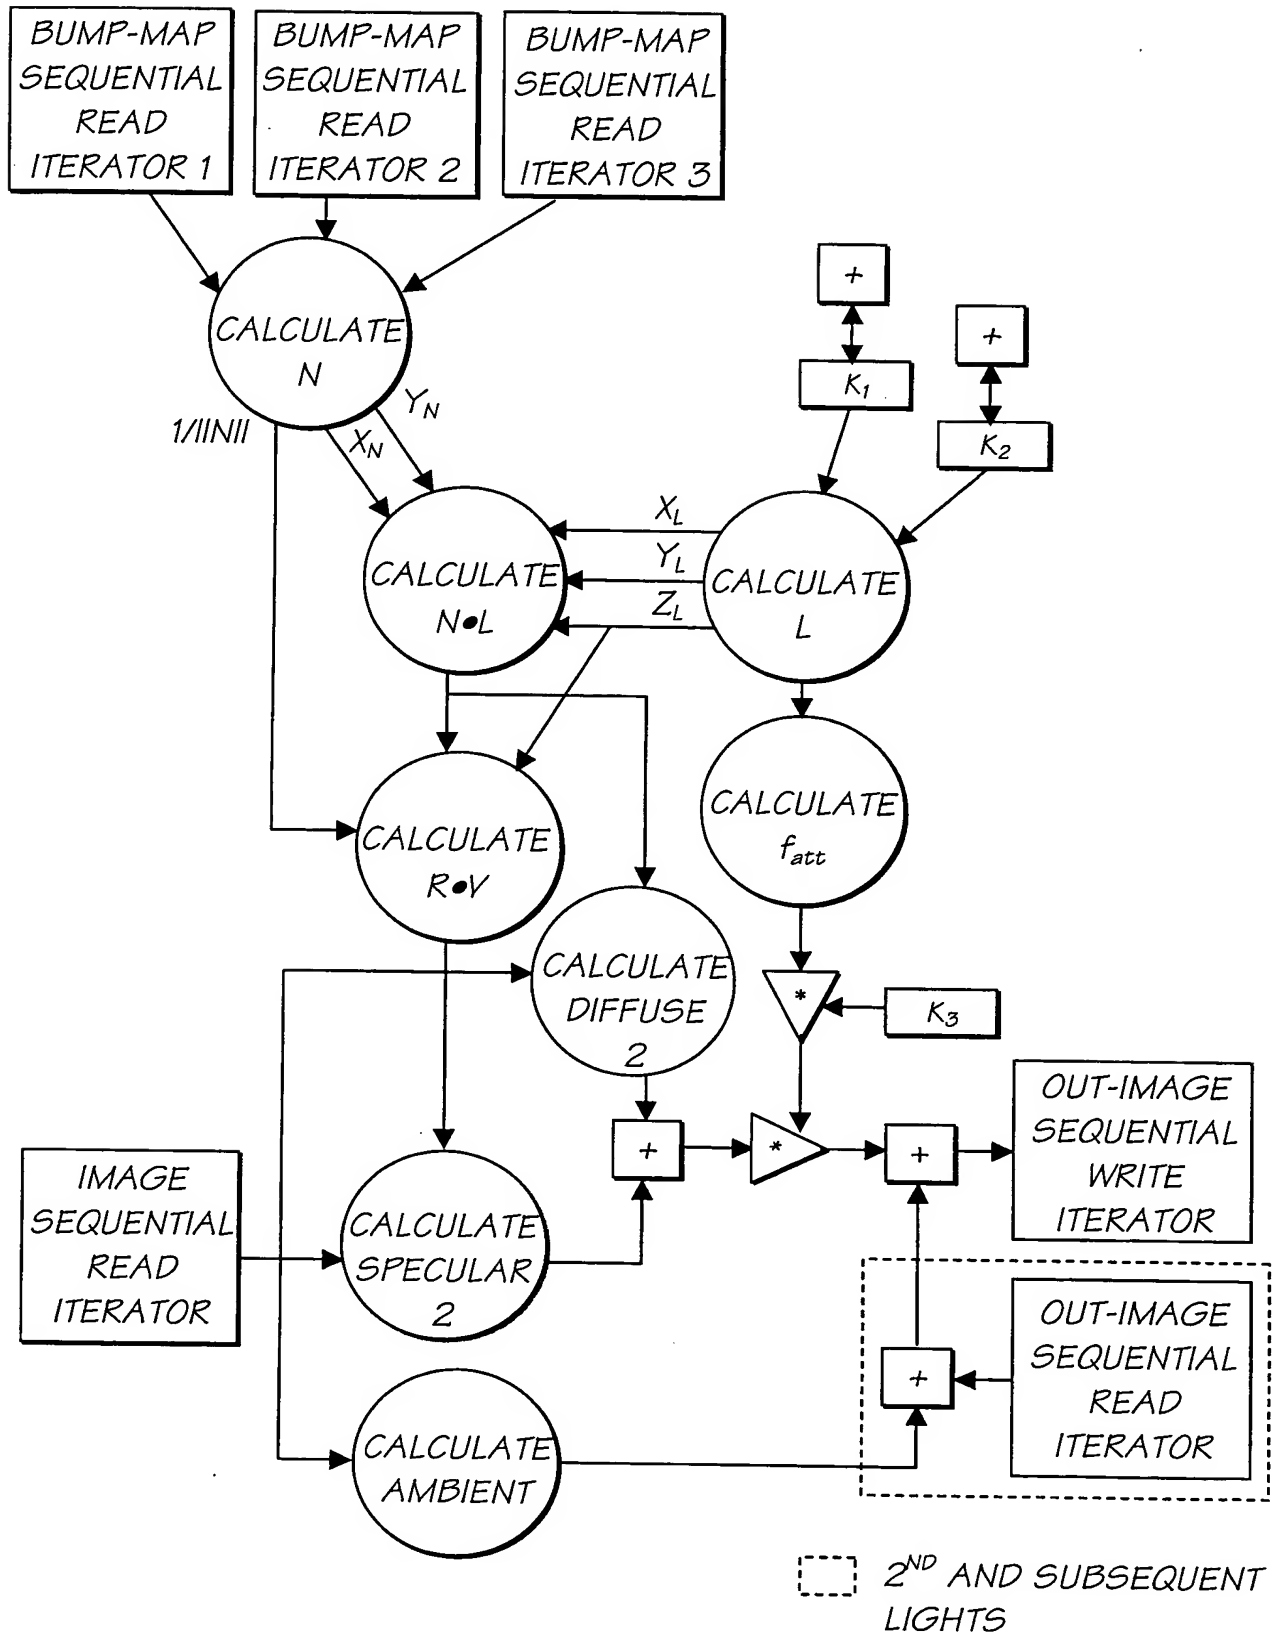 BUMP-MAP
SEQUENTIAL
READ
ITERATOR 1
BUMP-MAP
SEQUENTIAL
READ
ITERATOR 2
BUMP-MAP
SEQUENTIAL
READ
ITERATOR 3
+
+
CALCULATE
N
K₁
K₂
1/||N||
X_N
Y_N
X_L
Y_L
Z_L
CALCULATE
N•L
CALCULATE
L
CALCULATE
R•V
CALCULATE
f_att
CALCULATE
DIFFUSE
2
*
K₃
IMAGE
SEQUENTIAL
READ
ITERATOR
CALCULATE
SPECULAR
2
+
*
+
OUT-IMAGE
SEQUENTIAL
WRITE
ITERATOR
+
OUT-IMAGE
SEQUENTIAL
READ
ITERATOR
CALCULATE
AMBIENT
2ND AND SUBSEQUENT
LIGHTS